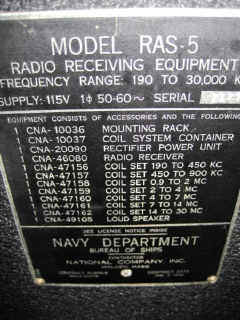 MODEL RAS-5
RADIO RECEIVING EQUIPMENT
FREQUENCY RANGE: 190 TO 30,000 K
SUPPLY: 115V 1ϕ 50-60~ SERIAL
EQUIPMENT CONSISTS OF ACCESSORIES AND THE FOLLOWING
1 CNA-10036 MOUNTING RACK
1 CNA-10037 COIL SYSTEM CONTAINER
1 CNA-20090 RECTIFIER POWER UNIT
1 CNA-46080 RADIO RECEIVER
1 CNA-47156 COIL SET 190 TO 450 KC
1 CNA-47157 COIL SET 450 TO 900 KC
1 CNA-47158 COIL SET 0.9 TO 2 MC
1 CNA-47159 COIL SET 2 TO 4 MC
1 CNA-47160 COIL SET 4 TO 7 MC
1 CNA-47161 COIL SET 7 TO 14 MC
1 CNA-47162 COIL SET 14 TO 30 MC
1 CNA-49105 LOUD SPEAKER
SEE LICENSE NOTICE INSIDE
NAVY DEPARTMENT
BUREAU OF SHIPS
CONTRACTOR
NATIONAL COMPANY, INC.
MALDEN, MASS.